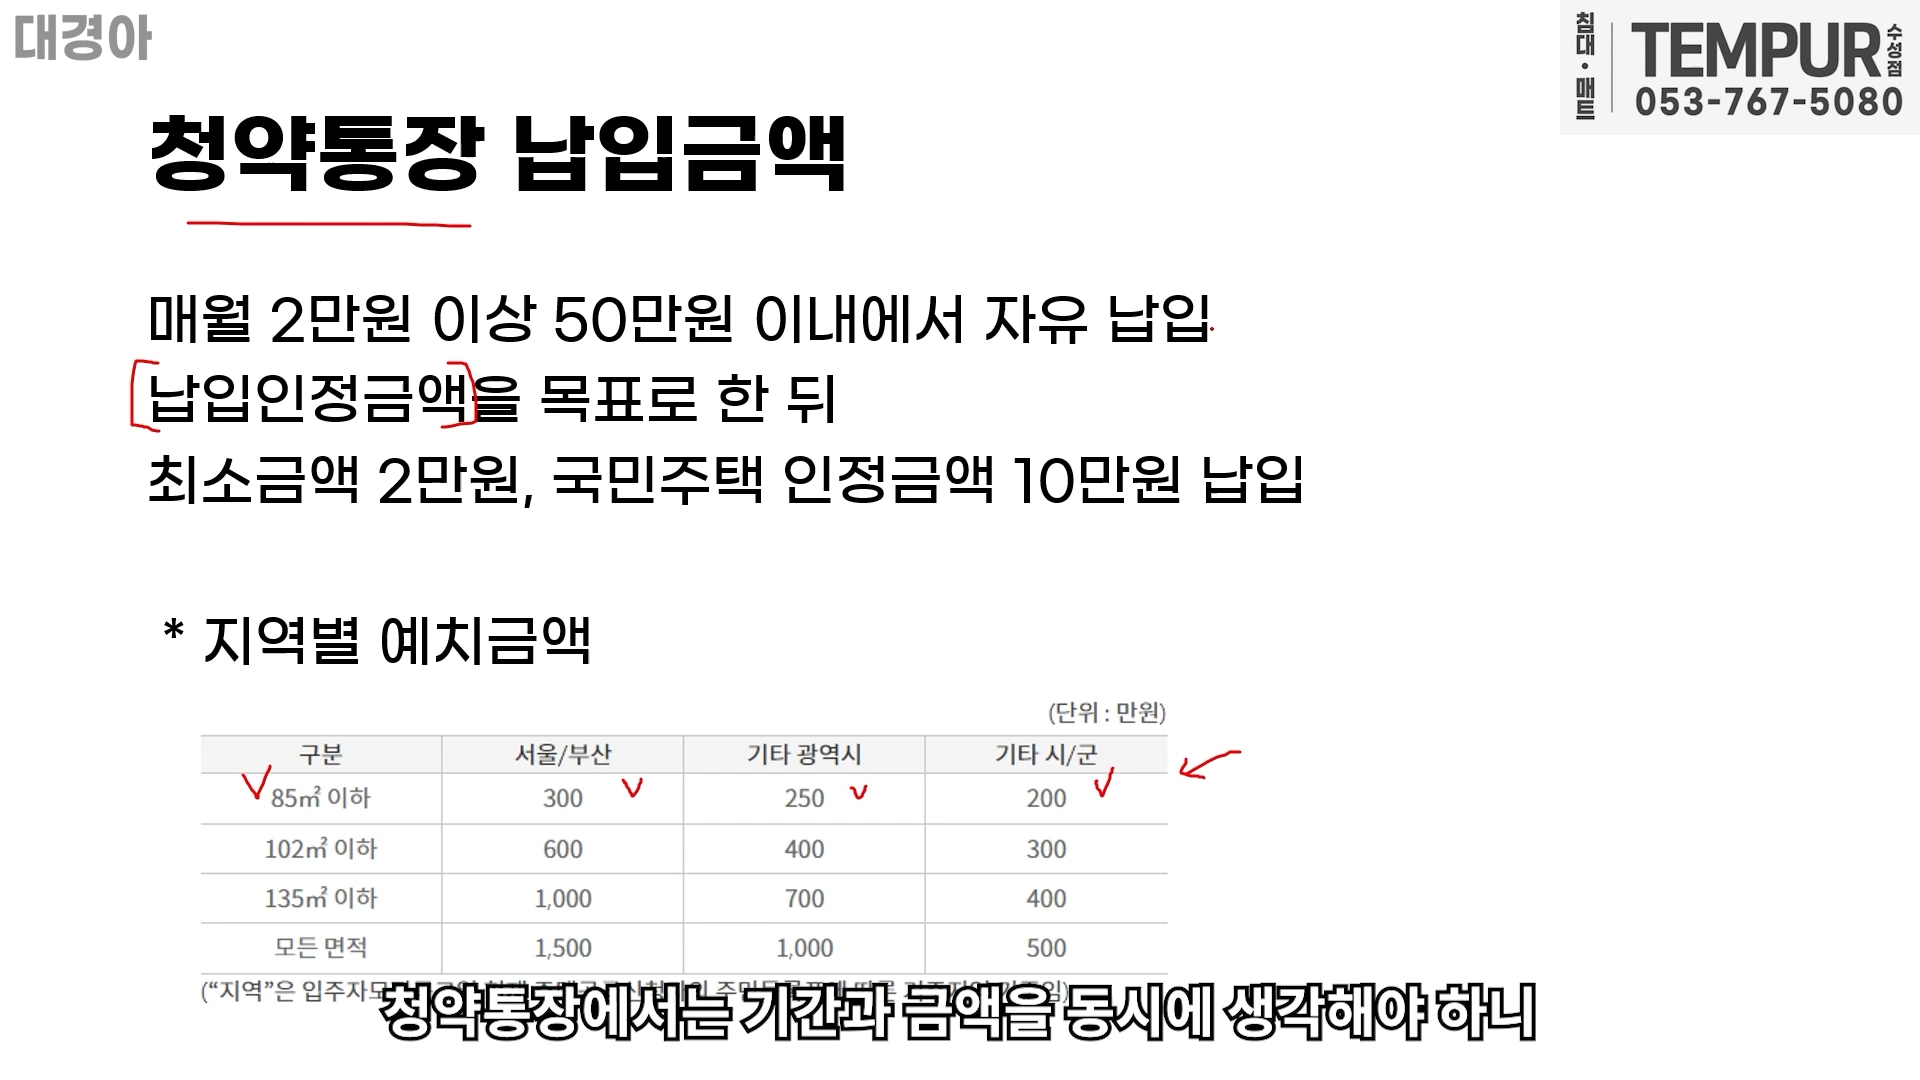 대경아
침대·매트
TEMPUR
수성점
053-767-5080
청약통장 납입금액
매월 2만원 이상 50만원 이내에서 자유 납입
납입인정금액을 목표로 한 뒤
최소금액 2만원, 국민주택 인정금액 10만원 납입
* 지역별 예치금액
(단위 : 만원)
구분 서울/부산 기타 광역시 기타 시/군
85㎡ 이하 300 250 200
102㎡ 이하 600 400 300
135㎡ 이하 1,000 700 400
모든 면적 1,500 1,000 500
(“지역”은 입주자모
청약통장에서는 기간과 금액을 동시에 생각해야 하니